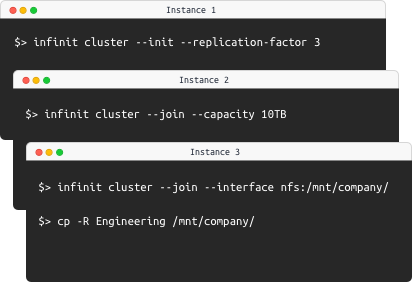 Instance 1
$> infinit cluster --init --replication-factor 3
Instance 2
$> infinit cluster --join --capacity 10TB
Instance 3
$> infinit cluster --join --interface nfs:/mnt/company/
$> cp -R Engineering /mnt/company/